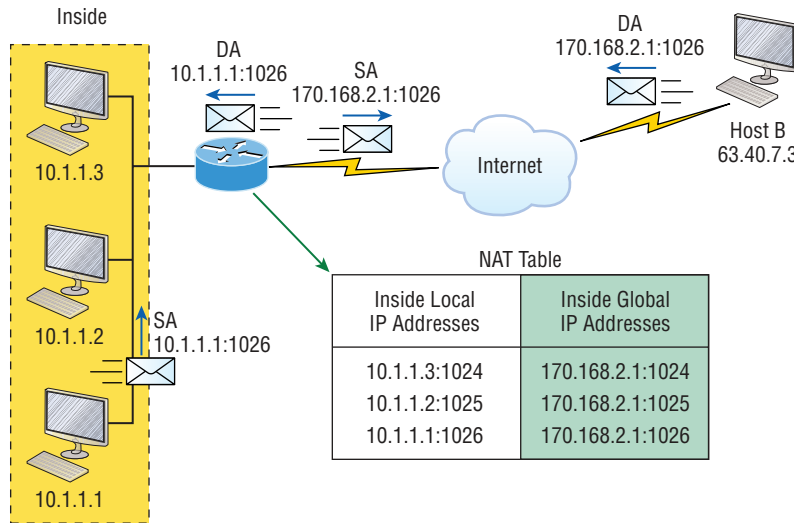 Inside
DA
10.1.1.1:1026
SA
170.168.2.1:1026
DA
170.168.2.1:1026
10.1.1.3
Internet
Host B
63.40.7.3
10.1.1.2
SA
10.1.1.1:1026
10.1.1.1
NAT Table
Inside Local
IP Addresses
Inside Global
IP Addresses
10.1.1.3:1024
170.168.2.1:1024
10.1.1.2:1025
170.168.2.1:1025
10.1.1.1:1026
170.168.2.1:1026